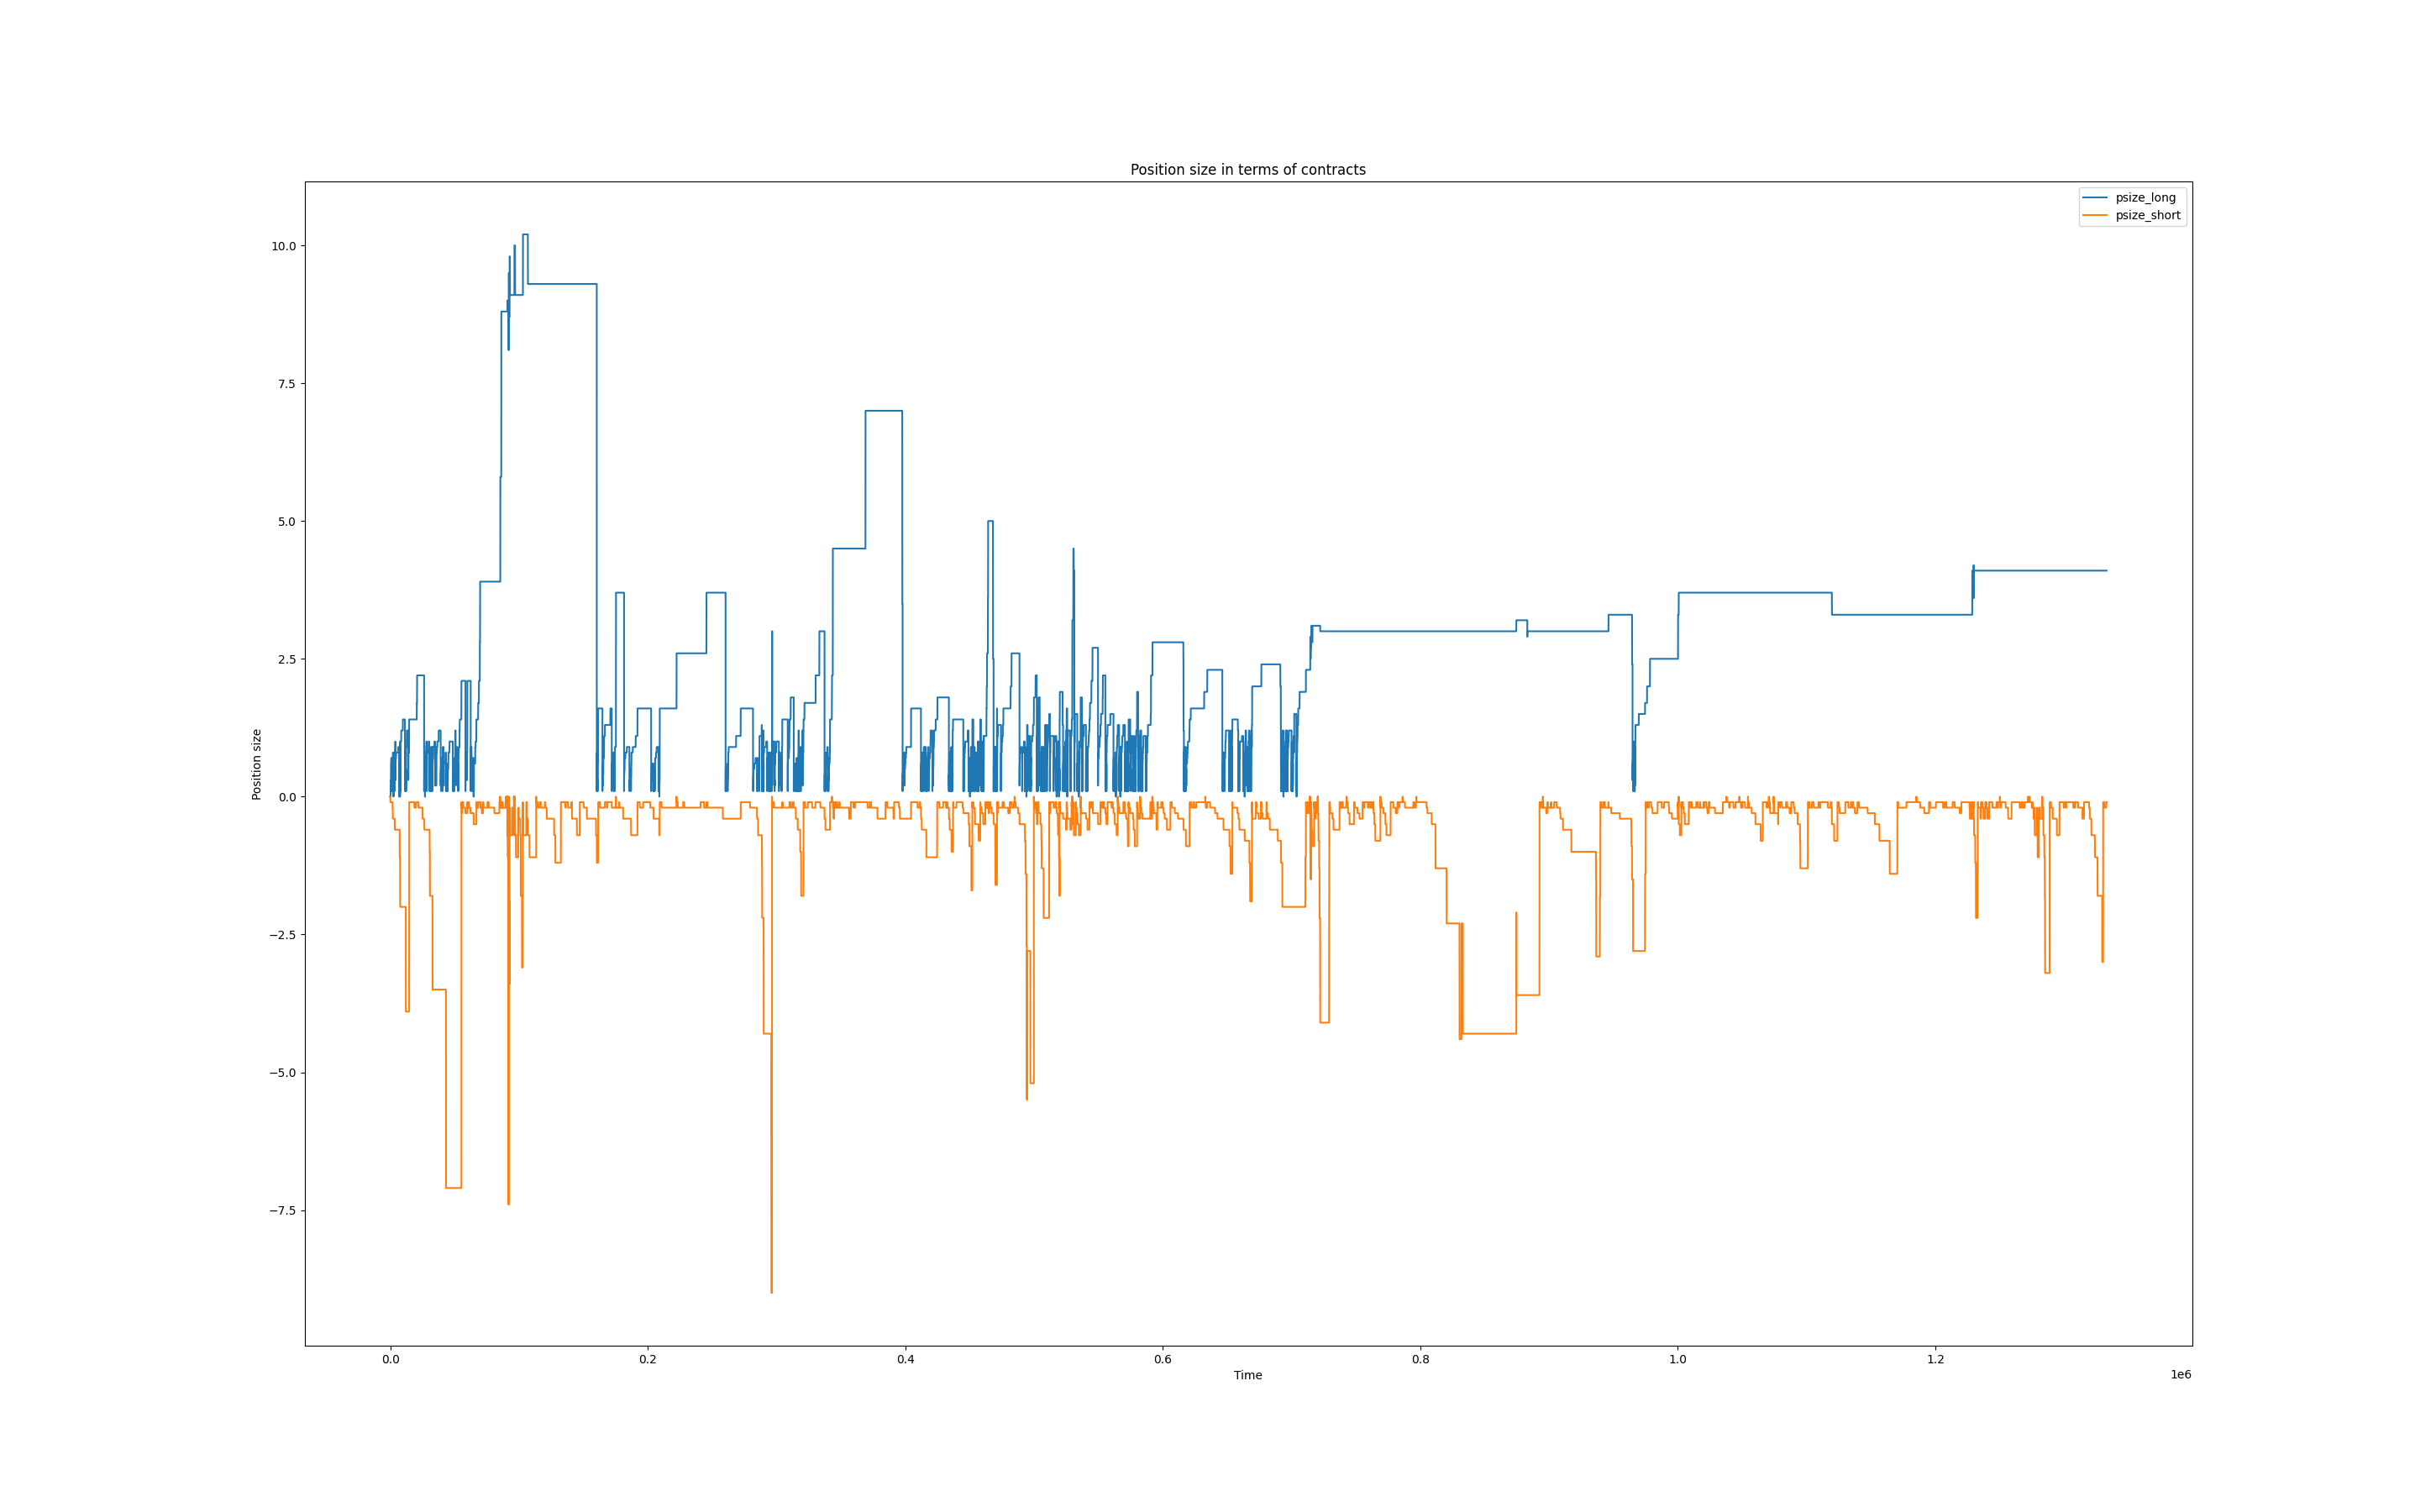 Position size in terms of contracts
psize_long
psize_short
10.0
7.5
5.0
2.5
0.0
−2.5
−5.0
−7.5
Position size
0.0
0.2
0.4
0.6
0.8
1.0
1.2
1e6
Time